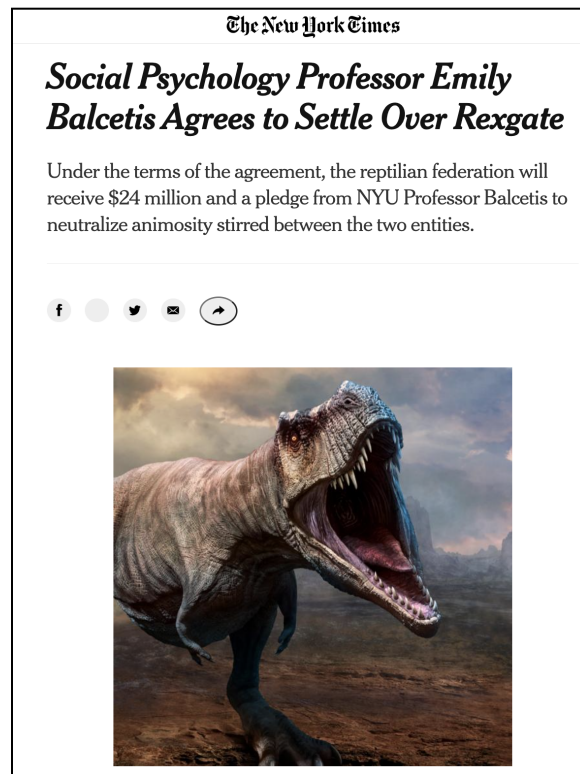 The New York Times
Social Psychology Professor Emily
Balcetis Agrees to Settle Over Rexgate
Under the terms of the agreement, the reptilian federation will
receive $24 million and a pledge from NYU Professor Balcetis to
neutralize animosity stirred between the two entities.